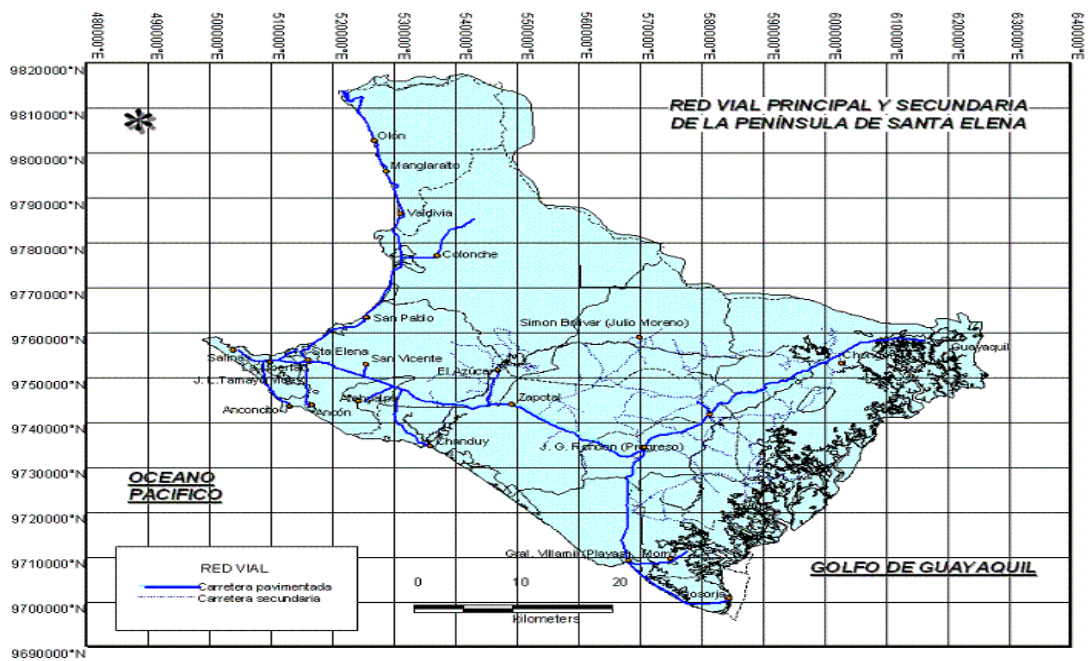 480000°E 490000°E 500000°E 510000°E 520000°E 530000°E 540000°E 550000°E 560000°E 570000°E 580000°E 590000°E 600000°E 610000°E 620000°E 630000°E 640000°E
9820000°N
9810000°N
9800000°N
9790000°N
9780000°N
9770000°N
9760000°N
9750000°N
9740000°N
9730000°N
9720000°N
9710000°N
9700000°N
9690000°N
RED VIAL PRINCIPAL Y SECUNDARIA
DE LA PENÍNSULA DE SANTA ELENA
Olón
Manglaralto
Valdivia
Colonche
San Pablo
Simon Bolivar (Julio Moreno)
Guayaquil
Salinas
Sta Elena
San Vicente
La Libertad
El Azúcar
J. L. Tamayo
Anconcito
Ancón
Zapotal
Chanduy
J. G. Rendon (Progreso)
OCEANO
PACIFICO
Gral. Villamil (Playas)
Morro
GOLFO DE GUAYAQUIL
Posorja
RED VIAL
Carretera pavimentada
Carretera secundaria
0 10 20
kilometers